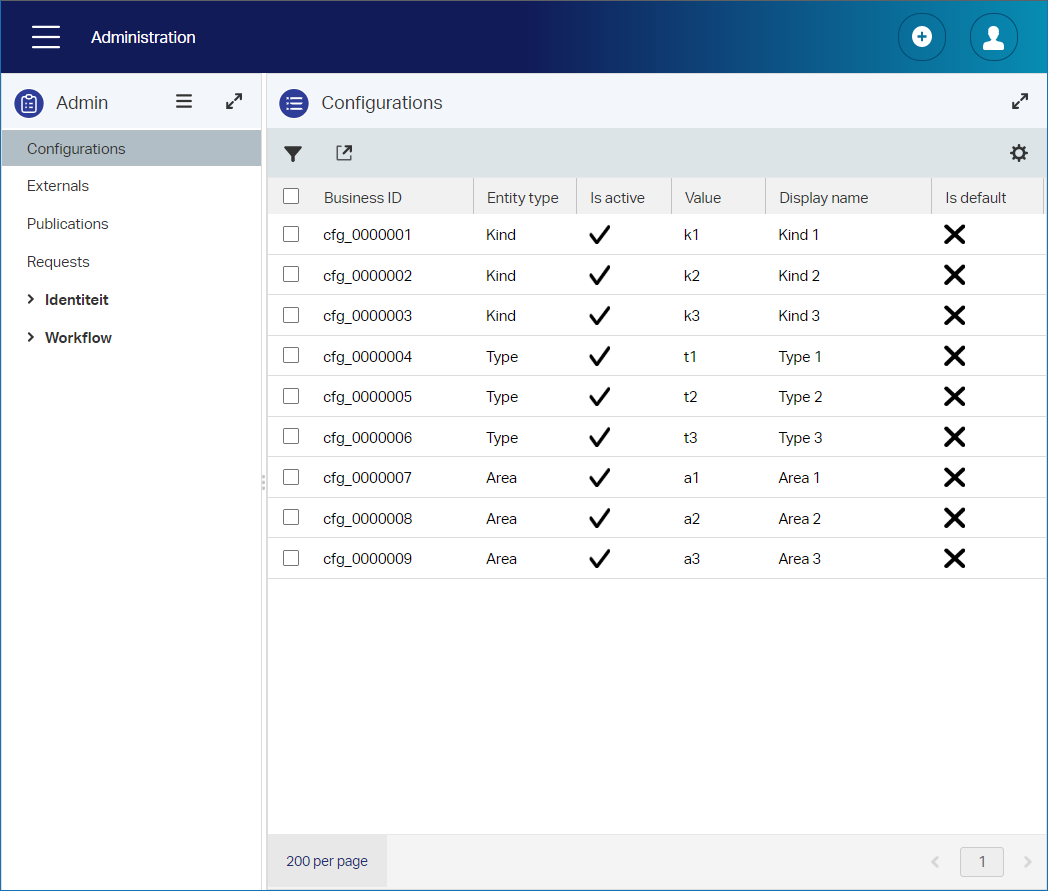 Administration
Admin
Configurations
Configurations
Externals
Publications
Requests
Identiteit
Workflow
Business ID Entity type Is active Value Display name Is default
cfg_0000001 Kind k1 Kind 1
cfg_0000002 Kind k2 Kind 2
cfg_0000003 Kind k3 Kind 3
cfg_0000004 Type t1 Type 1
cfg_0000005 Type t2 Type 2
cfg_0000006 Type t3 Type 3
cfg_0000007 Area a1 Area 1
cfg_0000008 Area a2 Area 2
cfg_0000009 Area a3 Area 3
200 per page 1